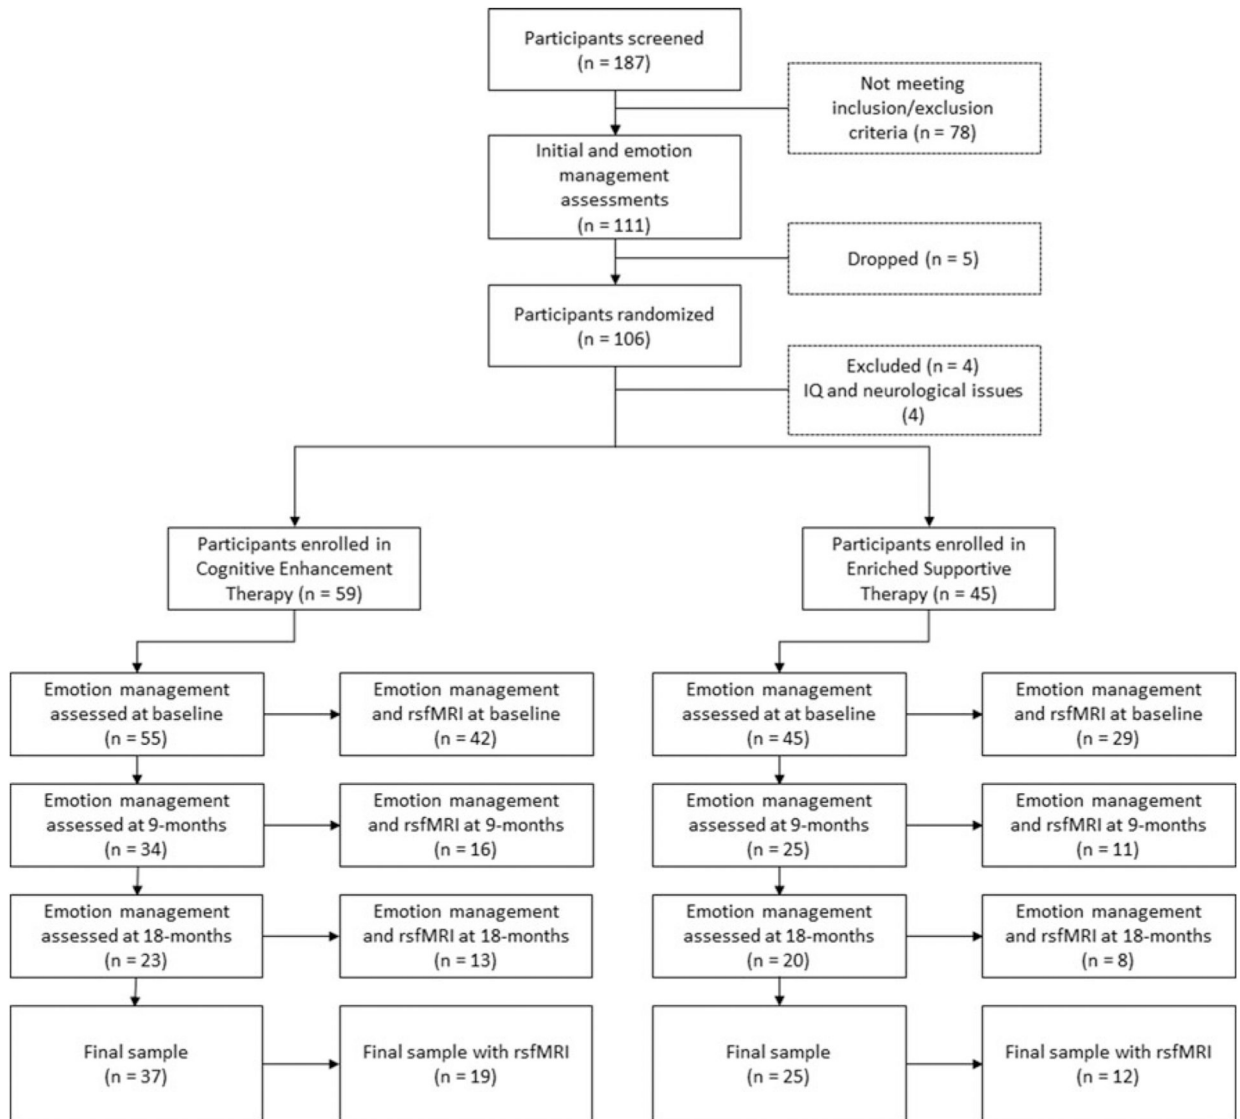 Participants screened
(n = 187)
Not meeting
inclusion/exclusion
criteria (n = 78)
Initial and emotion
management
assessments
(n = 111)
Dropped (n = 5)
Participants randomized
(n = 106)
Excluded (n = 4)
IQ and neurological issues
(4)
Participants enrolled in
Cognitive Enhancement
Therapy (n = 59)
Participants enrolled in
Enriched Supportive
Therapy (n = 45)
Emotion management
assessed at baseline
(n = 55)
Emotion management
and rsfMRI at baseline
(n = 42)
Emotion management
assessed at at baseline
(n = 45)
Emotion management
and rsfMRI at baseline
(n = 29)
Emotion management
assessed at 9-months
(n = 34)
Emotion management
and rsfMRI at 9-months
(n = 16)
Emotion management
assessed at 9-months
(n = 25)
Emotion management
and rsfMRI at 9-months
(n = 11)
Emotion management
assessed at 18-months
(n = 23)
Emotion management
and rsfMRI at 18-months
(n = 13)
Emotion management
assessed at 18-months
(n = 20)
Emotion management
and rsfMRI at 18-months
(n = 8)
Final sample
(n = 37)
Final sample with rsfMRI
(n = 19)
Final sample
(n = 25)
Final sample with rsfMRI
(n = 12)